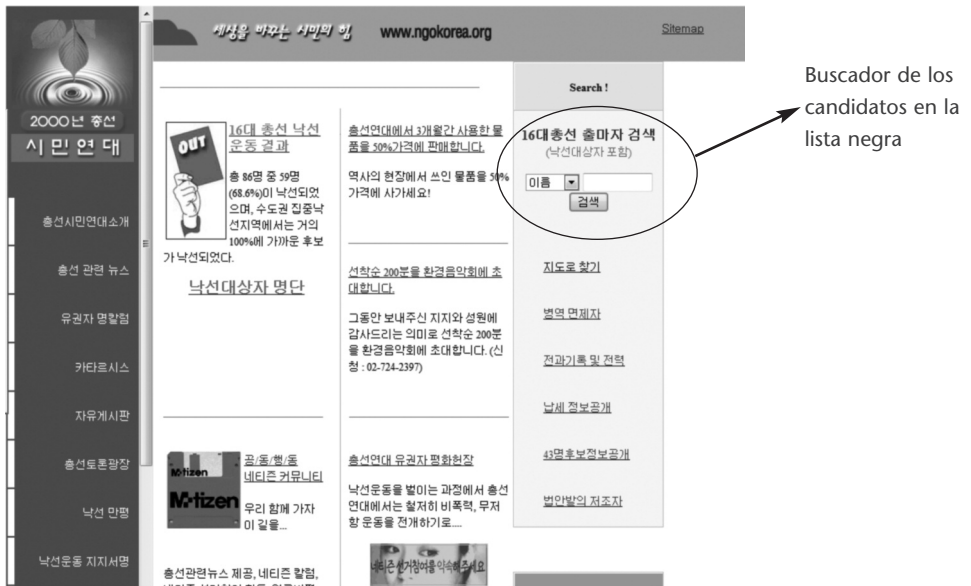 세상을 바꾸는 시민의 힘
www.ngokorea.org
Sitemap
2000년 총선
시민연대
총선시민연대소개
총선 관련 뉴스
유권자 명칼럼
카타르시스
자유게시판
총선토론광장
낙선 만평
낙선운동 지지서명
OUT
16대 총선 낙선
운동 결과
총 86명 중 59명
(68.6%)이 낙선되었
으며, 수도권 집중낙
선지역에서는 거의
100%에 가까운 후보
가 낙선되었다.
낙선대상자 명단
M-tizen
M-tizen
공/동/행/동
네티즌 커뮤니티
우리 함께 가자
이 길을...
총선관련뉴스 제공, 네티즌 칼럼,
총선연대에서 3개월간 사용한 물
품을 50%가격에 판매합니다.
역사의 현장에서 쓰인 물품을 50%
가격에 사가세요!
선착순 200분을 환경음악회에 초
대합니다.
그동안 보내주신 지지와 성원에
감사드리는 의미로 선착순 200분
을 환경음악회에 초대합니다. (신
청 : 02-724-2397)
총선연대 유권자 평화헌장
낙선운동을 벌이는 과정에서 총선
연대에서는 철저히 비폭력, 무저
항 운동을 전개하기로....
네티즌 선거참여를 약속해주세요
Search !
16대총선 출마자 검색
(낙선대상자 포함)
이름
검색
지도로 찾기
병역 면제자
전과기록 및 전력
납세 정보공개
43명후보정보공개
법안발의 저조자
Buscador de los
candidatos en la
lista negra